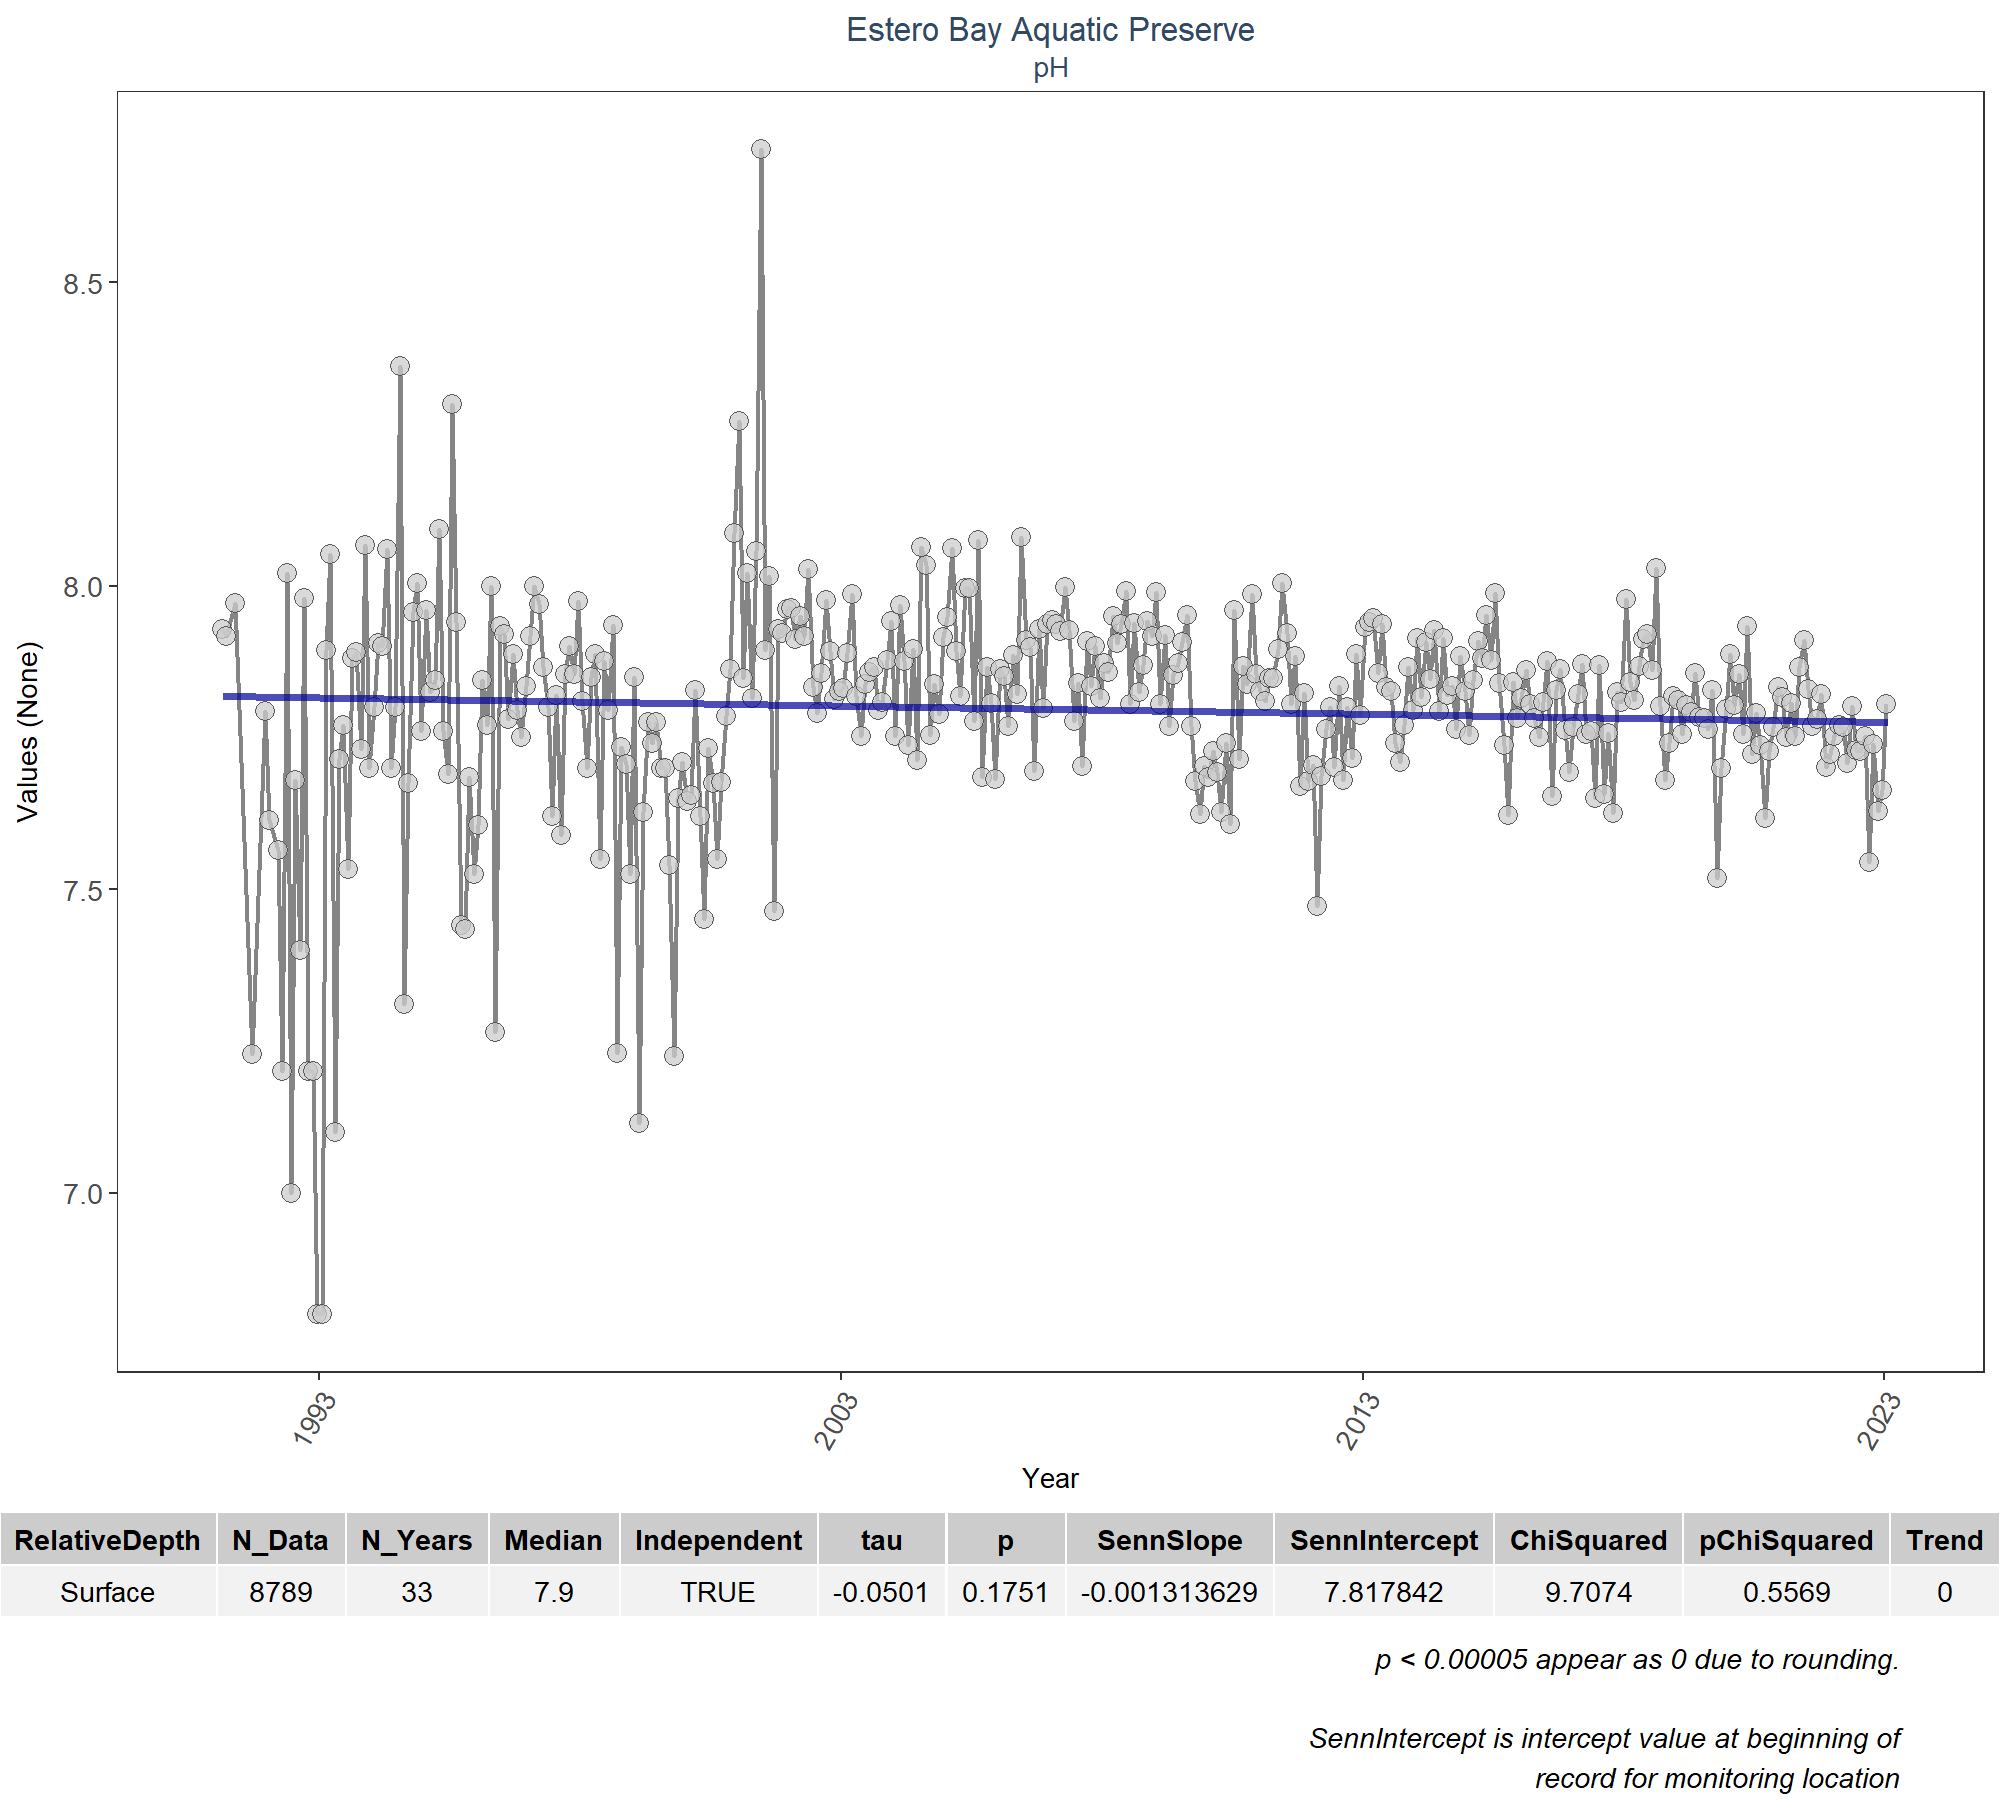 Estero Bay Aquatic Preserve
pH
Values (None)
8.5
8.0
7.5
7.0
1993 2003 2013 2023
Year
RelativeDepth N_Data N_Years Median Independent tau p SennSlope SennIntercept ChiSquared pChiSquared Trend
Surface 8789 33 7.9 TRUE -0.0501 0.1751 -0.001313629 7.817842 9.7074 0.5569 0
p < 0.00005 appear as 0 due to rounding.
SennIntercept is intercept value at beginning of
record for monitoring location